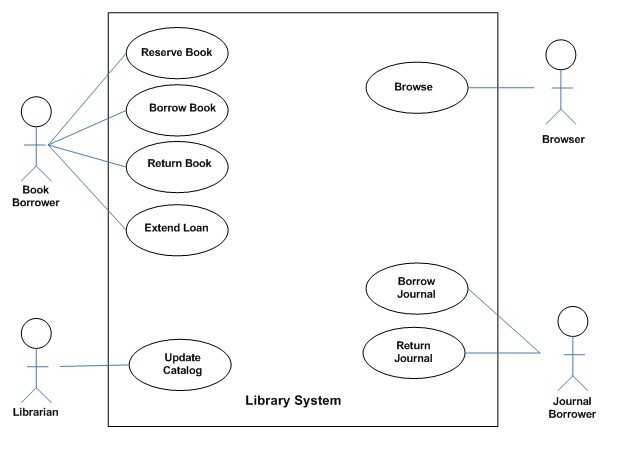 Reserve Book
Borrow Book
Return Book
Extend Loan
Book
Borrower
Browse
Browser
Borrow
Journal
Return
Journal
Journal
Borrower
Update
Catalog
Librarian
Library System